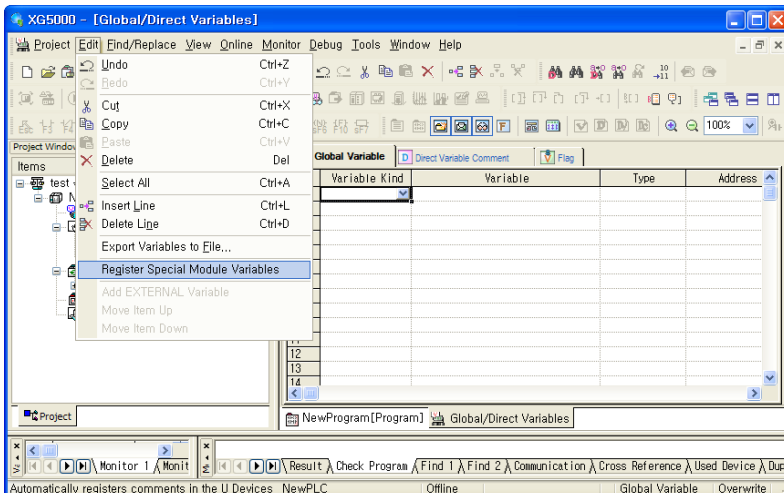 XG5000 - [Global/Direct Variables]
Project Edit Find/Replace View Online Monitor Debug Tools Window Help
Undo Ctrl+Z
Redo Ctrl+Y
Cut Ctrl+X
Copy Ctrl+C
Paste Ctrl+V
Delete Del
Select All Ctrl+A
Insert Line Ctrl+L
Delete Line Ctrl+D
Export Variables to File...
Register Special Module Variables
Add EXTERNAL Variable
Move Item Up
Move Item Down
100%
Project Window
Items
test
Global Variable Direct Variable Comment Flag
Variable Kind Variable Type Address
12
13
14
Project
NewProgram[Program] Global/Direct Variables
Monitor 1 Monit
Result Check Program Find 1 Find 2 Communication Cross Reference Used Device Dup
Automatically registers comments in the U Devices NewPLC Offline Global Variable Overwrite